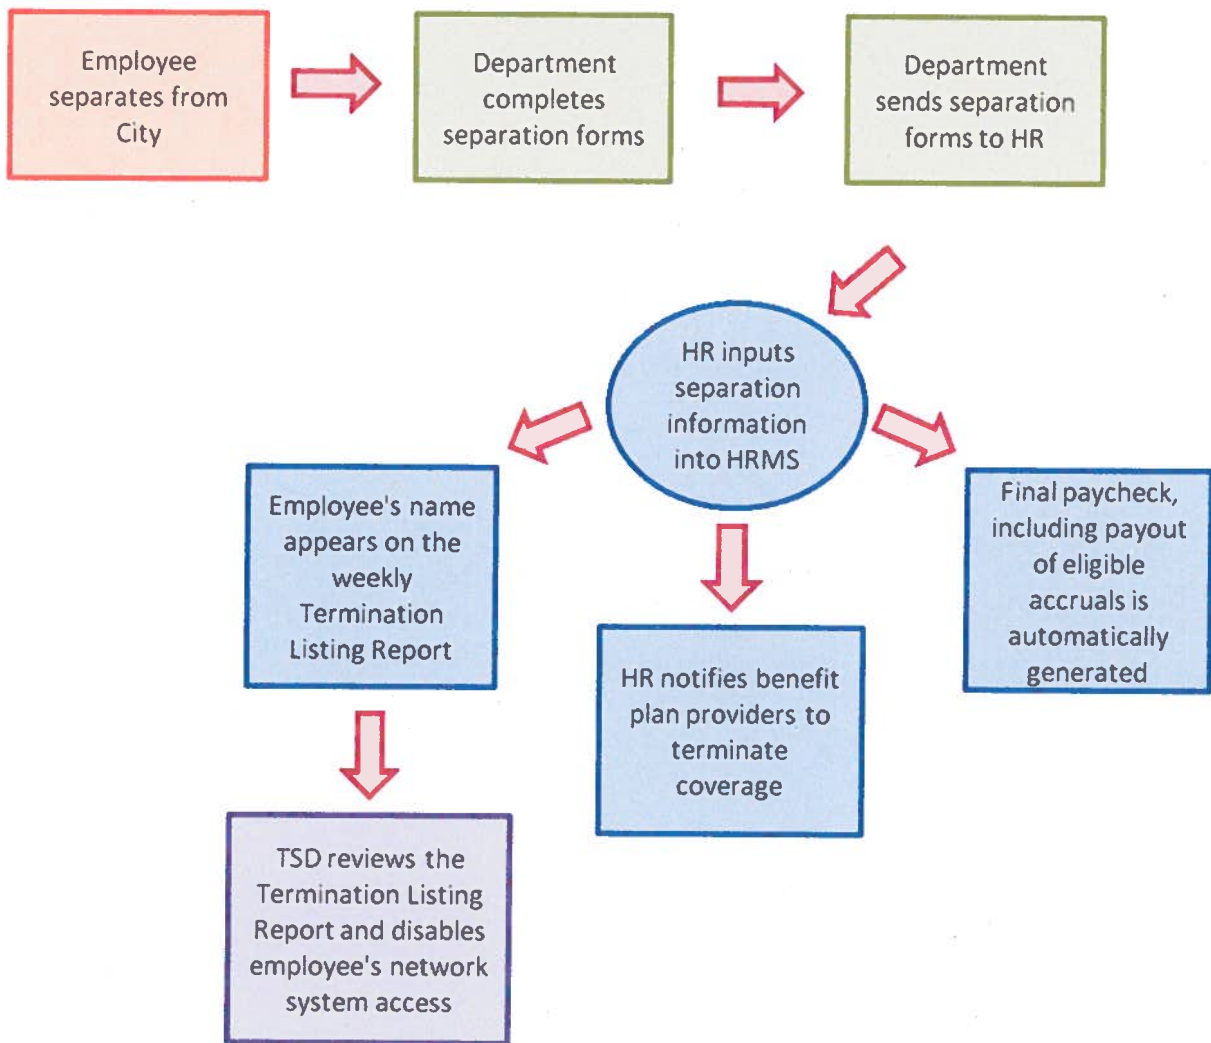 Employee
separates from
City
Department
completes
separation forms
Department
sends separation
forms to HR
HR inputs
separation
information
into HRMS
Employee's name
appears on the
weekly
Termination
Listing Report
Final paycheck,
including payout
of eligible
accruals is
automatically
generated
HR notifies benefit
plan providers to
terminate
coverage
TSD reviews the
Termination Listing
Report and disables
employee's network
system access